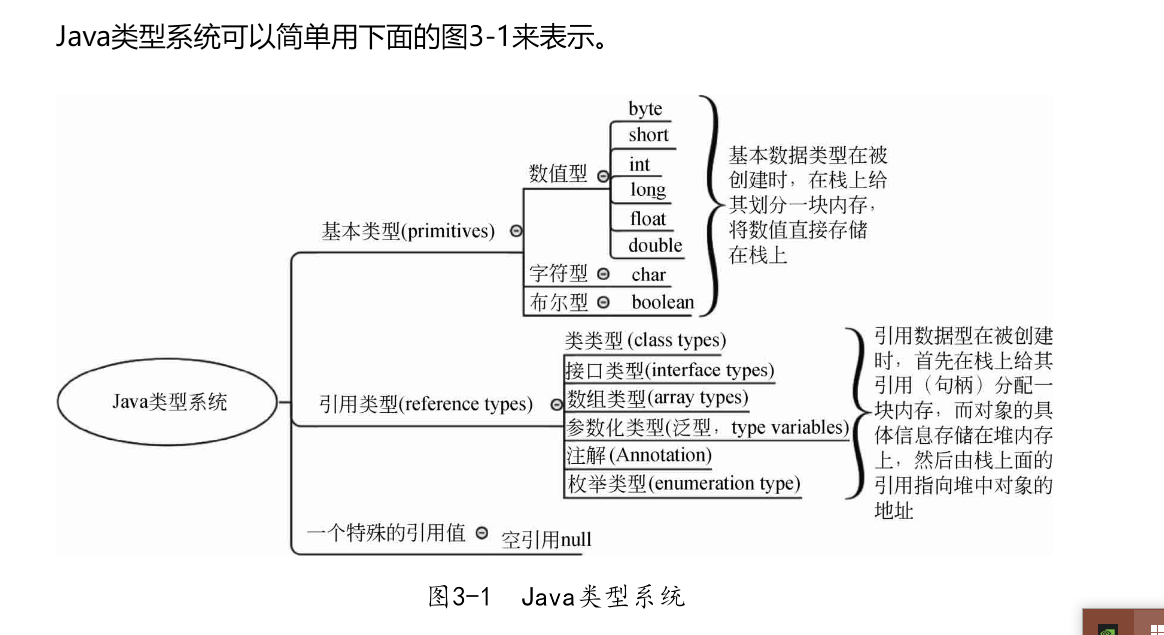 Java类型系统可以简单用下面的图3-1来表示。
byte
short
int
long
float
double
数值型
基本类型(primitives)
字符型
char
布尔型
boolean
基本数据类型在被
创建时，在栈上给
其划分一块内存，
将数值直接存储
在栈上
Java类型系统
引用类型(reference types)
类类型(class types)
接口类型(interface types)
数组类型(array types)
参数化类型(泛型，type variables)
注解(Annotation)
枚举类型(enumeration type)
引用数据型在被创建
时，首先在栈上给其
引用（句柄）分配一
块内存，而对象的具
体信息存储在堆内存
上，然后由栈上面的
引用指向堆中对象的
地址
一个特殊的引用值
空引用null
图3-1 Java类型系统